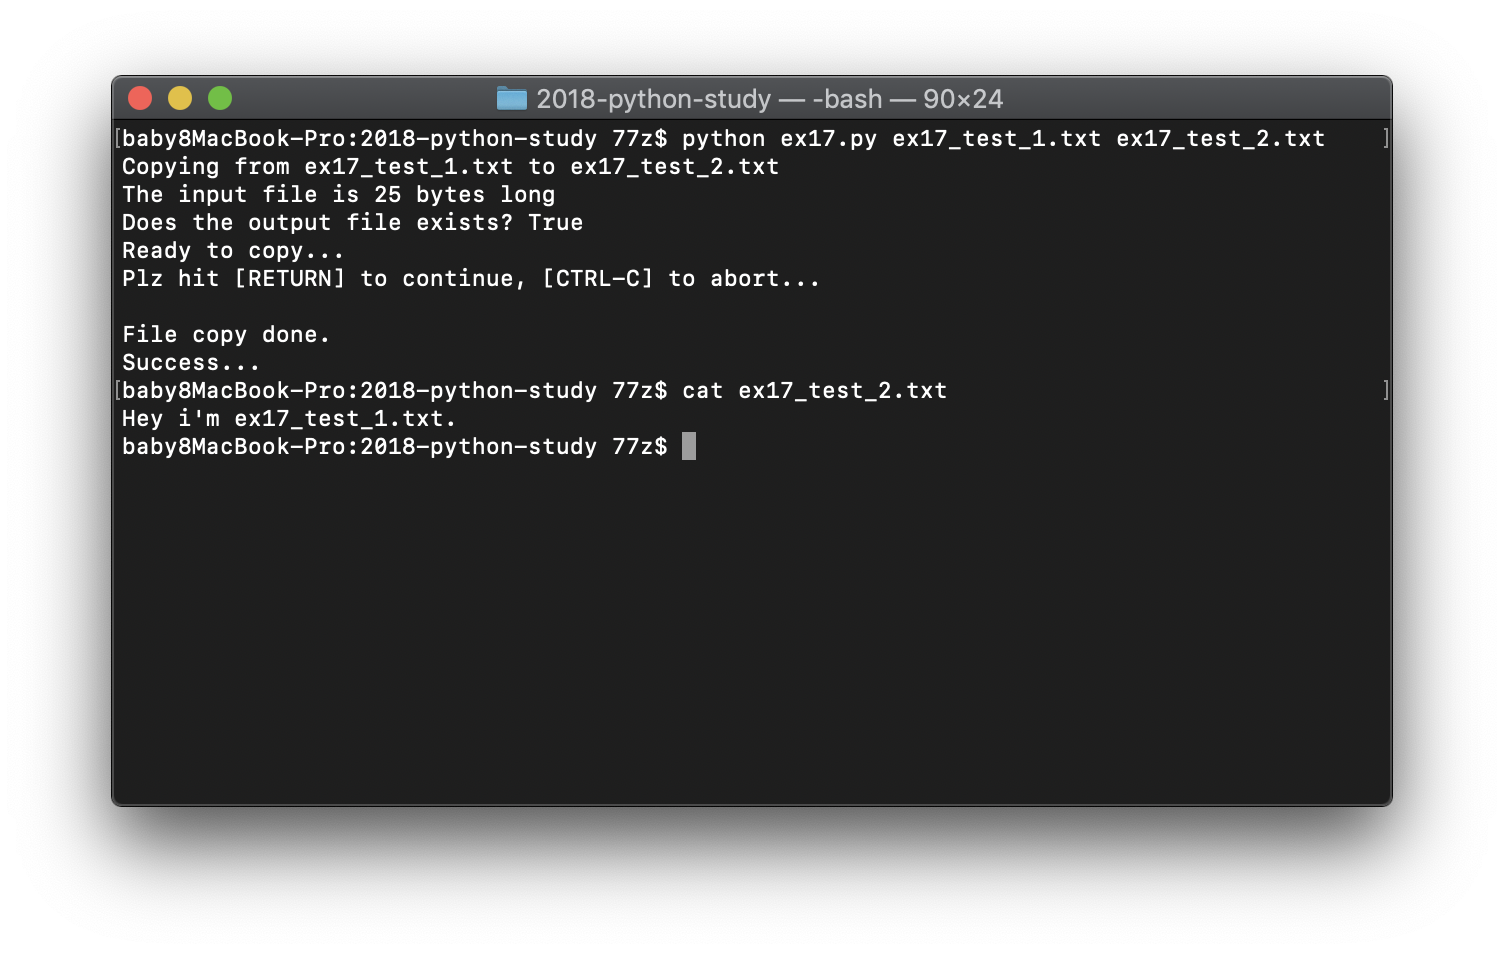 2018-python-study — -bash — 90×24
[baby8MacBook-Pro:2018-python-study 77z$ python ex17.py ex17_test_1.txt ex17_test_2.txt ]
Copying from ex17_test_1.txt to ex17_test_2.txt
The input file is 25 bytes long
Does the output file exists? True
Ready to copy...
Plz hit [RETURN] to continue, [CTRL-C] to abort...
File copy done.
Success...
[baby8MacBook-Pro:2018-python-study 77z$ cat ex17_test_2.txt ]
Hey i'm ex17_test_1.txt.
baby8MacBook-Pro:2018-python-study 77z$